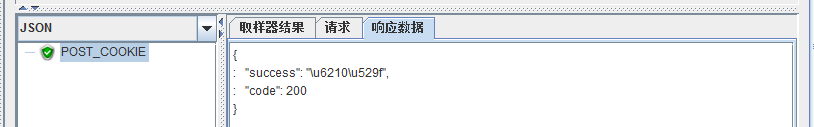 JSON
POST_COOKIE
取样器结果 请求 响应数据
{
: "success": "\u6210\u529f",
: "code": 200
}